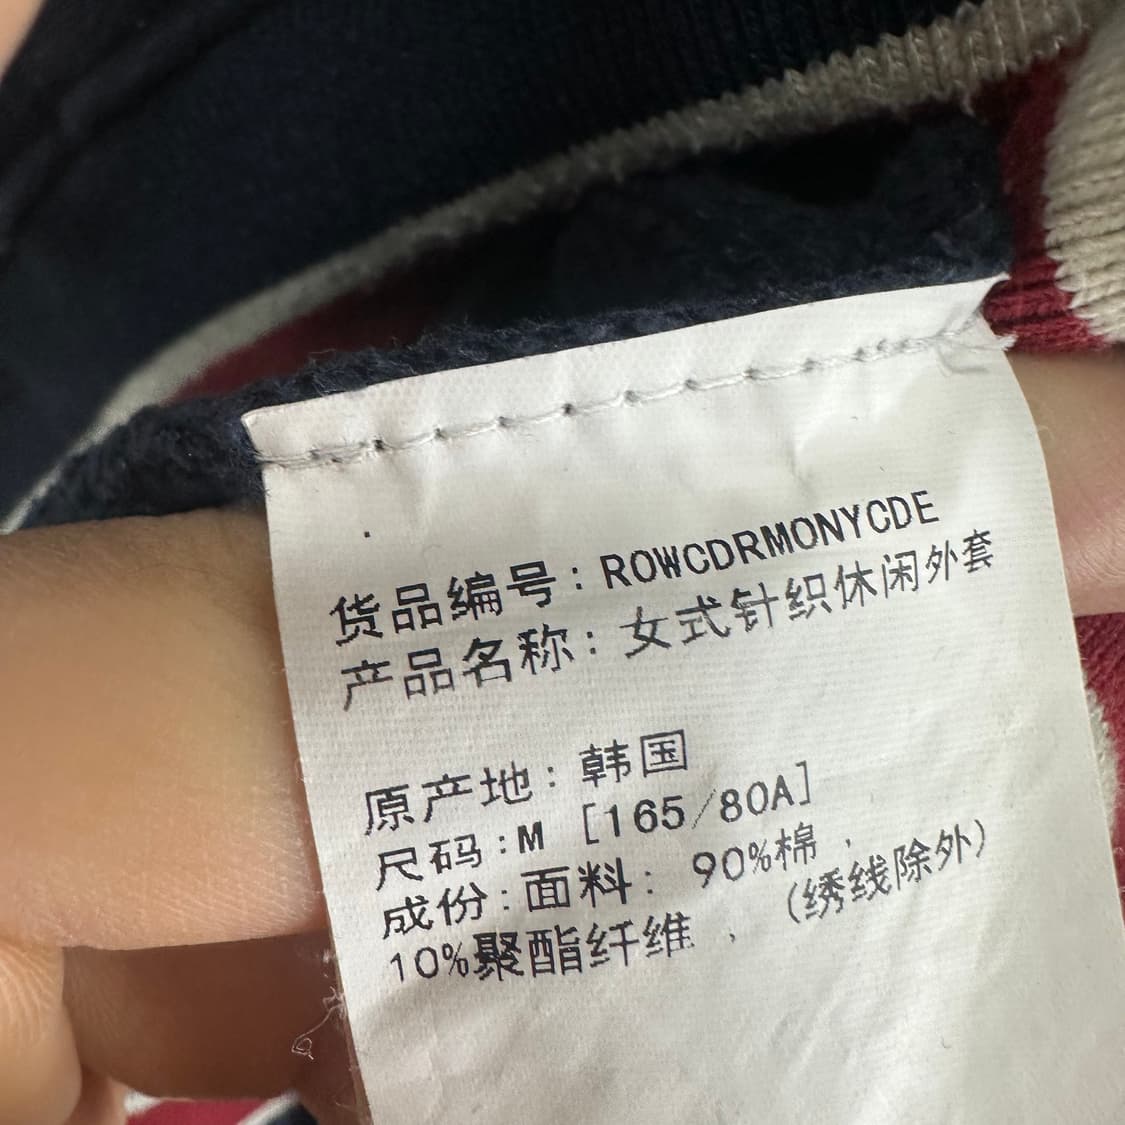 货品编号:ROWCDRMONYCDE
产品名称:女式针织休闲外套
原产地:韩国
尺码:M [165/80A]
成份:面料: 90%棉 ,
10%聚酯纤维 , (绣线除外)